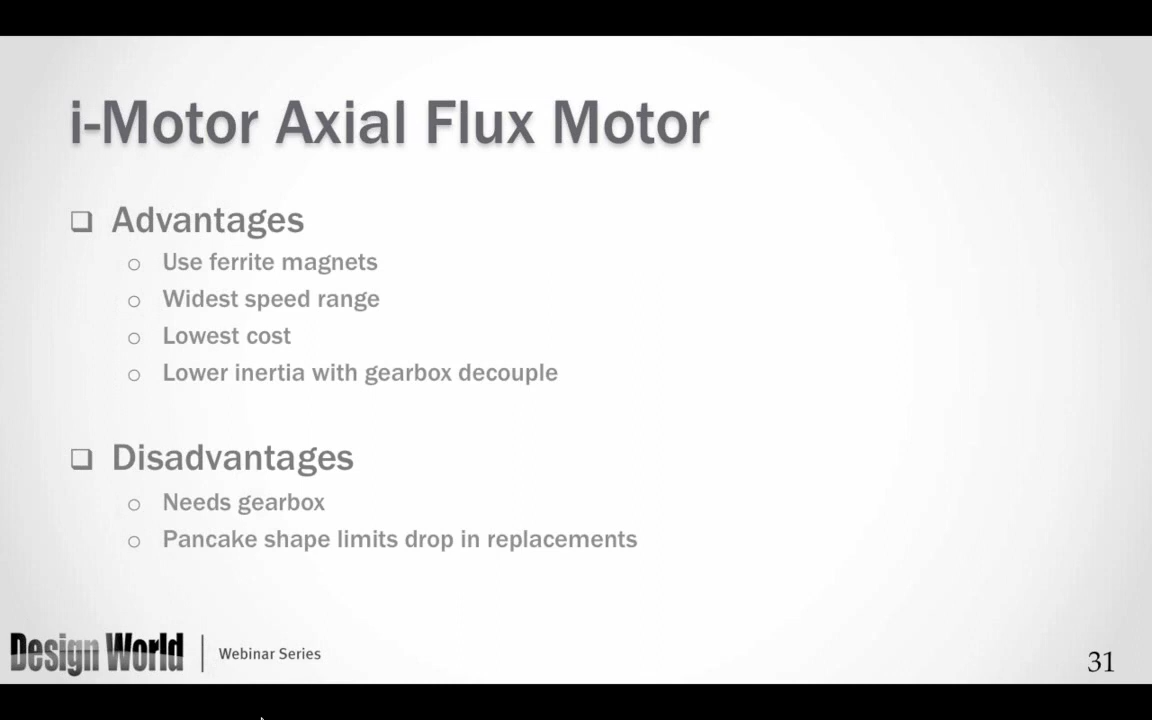 i-Motor Axial Flux Motor
Advantages
Use ferrite magnets
Widest speed range
Lowest cost
Lower inertia with gearbox decouple
Disadvantages
Needs gearbox
Pancake shape limits drop in replacements
Design World | Webinar Series
31